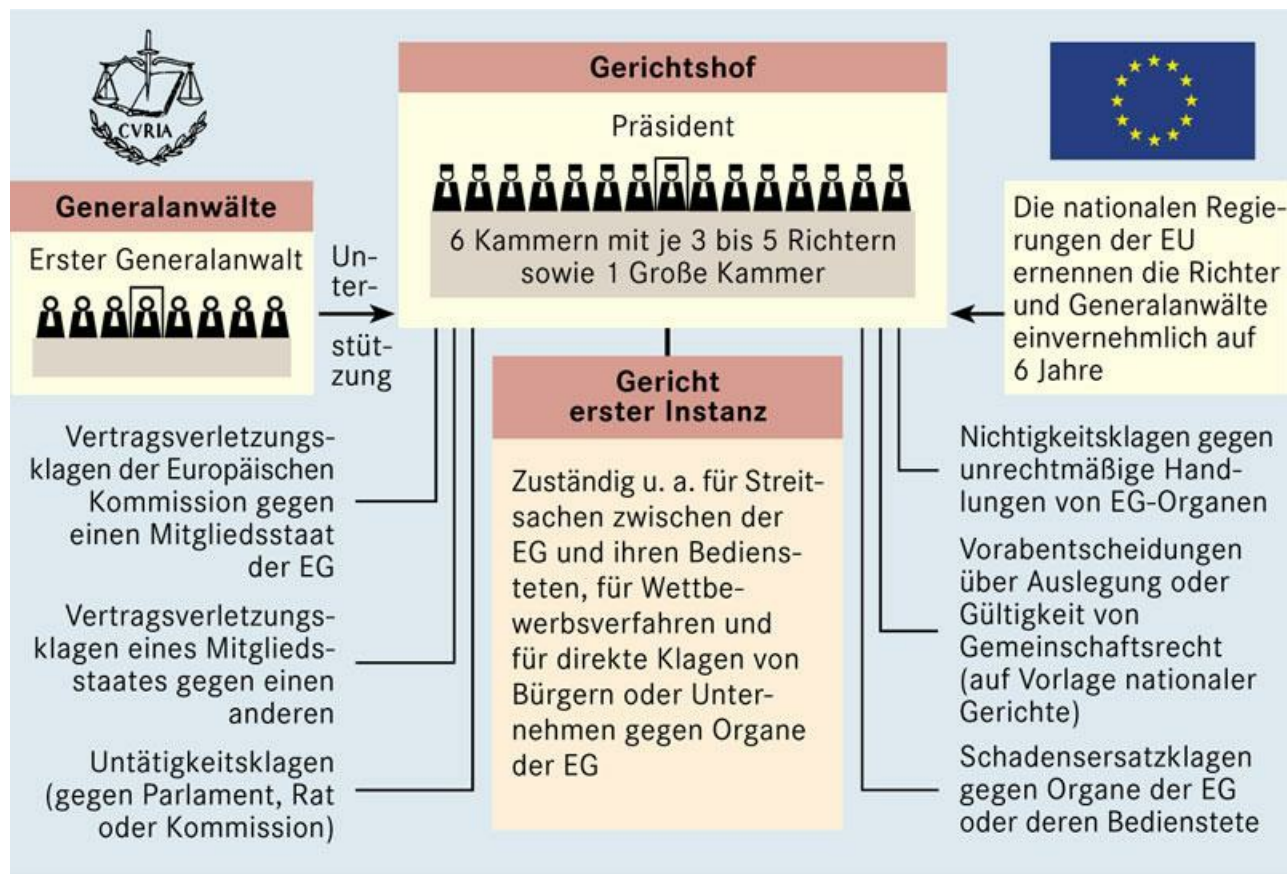 CVRIA
Gerichtshof
Präsident
6 Kammern mit je 3 bis 5 Richtern
sowie 1 Große Kammer
Generalanwälte
Erster Generalanwalt
Un-
ter-
stüt-
zung
Die nationalen Regie-
rungen der EU
ernennen die Richter
und Generalanwälte
einvernehmlich auf
6 Jahre
Gericht
erster Instanz
Zuständig u. a. für Streit-
sachen zwischen der
EG und ihren Bediens-
teten, für Wettbe-
werbsverfahren und
für direkte Klagen von
Bürgern oder Unter-
nehmen gegen Organe
der EG
Vertragsverletzungs-
klagen der Europäischen
Kommission gegen
einen Mitgliedsstaat
der EG
Vertragsverletzungs-
klagen eines Mitglieds-
staates gegen einen
anderen
Untätigkeitsklagen
(gegen Parlament, Rat
oder Kommission)
Nichtigkeitsklagen gegen
unrechtmäßige Hand-
lungen von EG-Organen
Vorabentscheidungen
über Auslegung oder
Gültigkeit von
Gemeinschaftsrecht
(auf Vorlage nationaler
Gerichte)
Schadensersatzklagen
gegen Organe der EG
oder deren Bedienstete